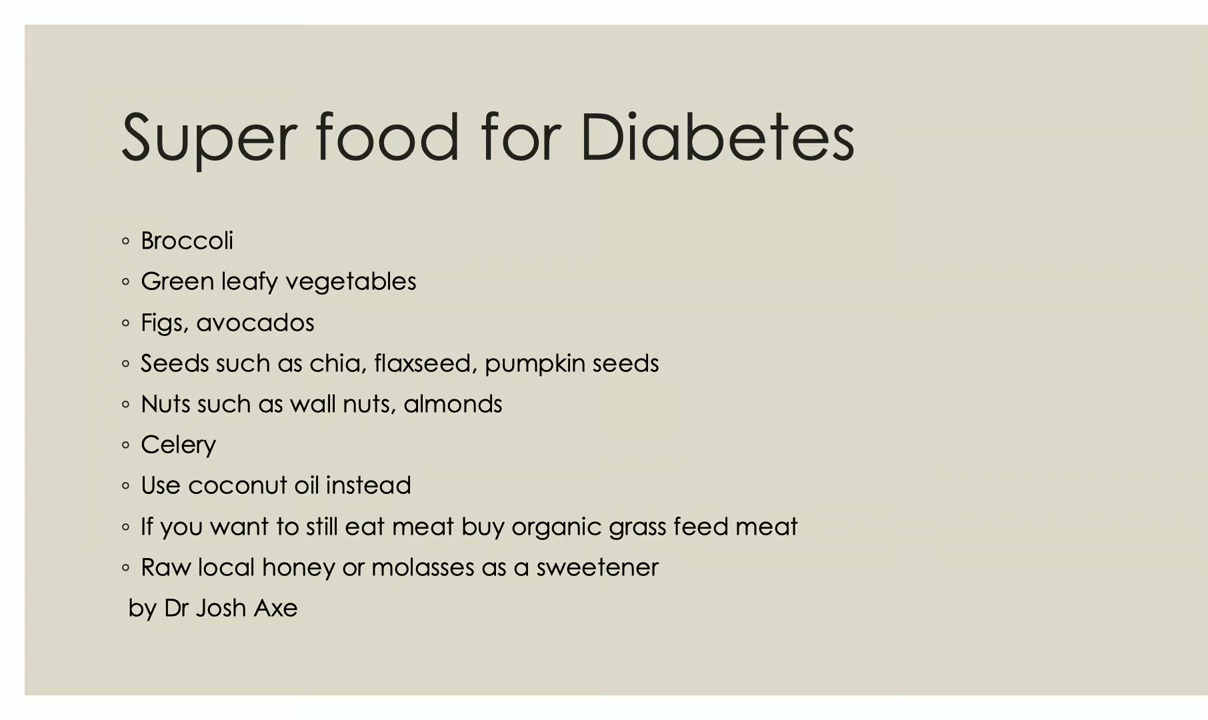 Super food for Diabetes
◦ Broccoli
◦ Green leafy vegetables
◦ Figs, avocados
◦ Seeds such as chia, flaxseed, pumpkin seeds
◦ Nuts such as wall nuts, almonds
◦ Celery
◦ Use coconut oil instead
◦ If you want to still eat meat buy organic grass feed meat
◦ Raw local honey or molasses as a sweetener
by Dr Josh Axe